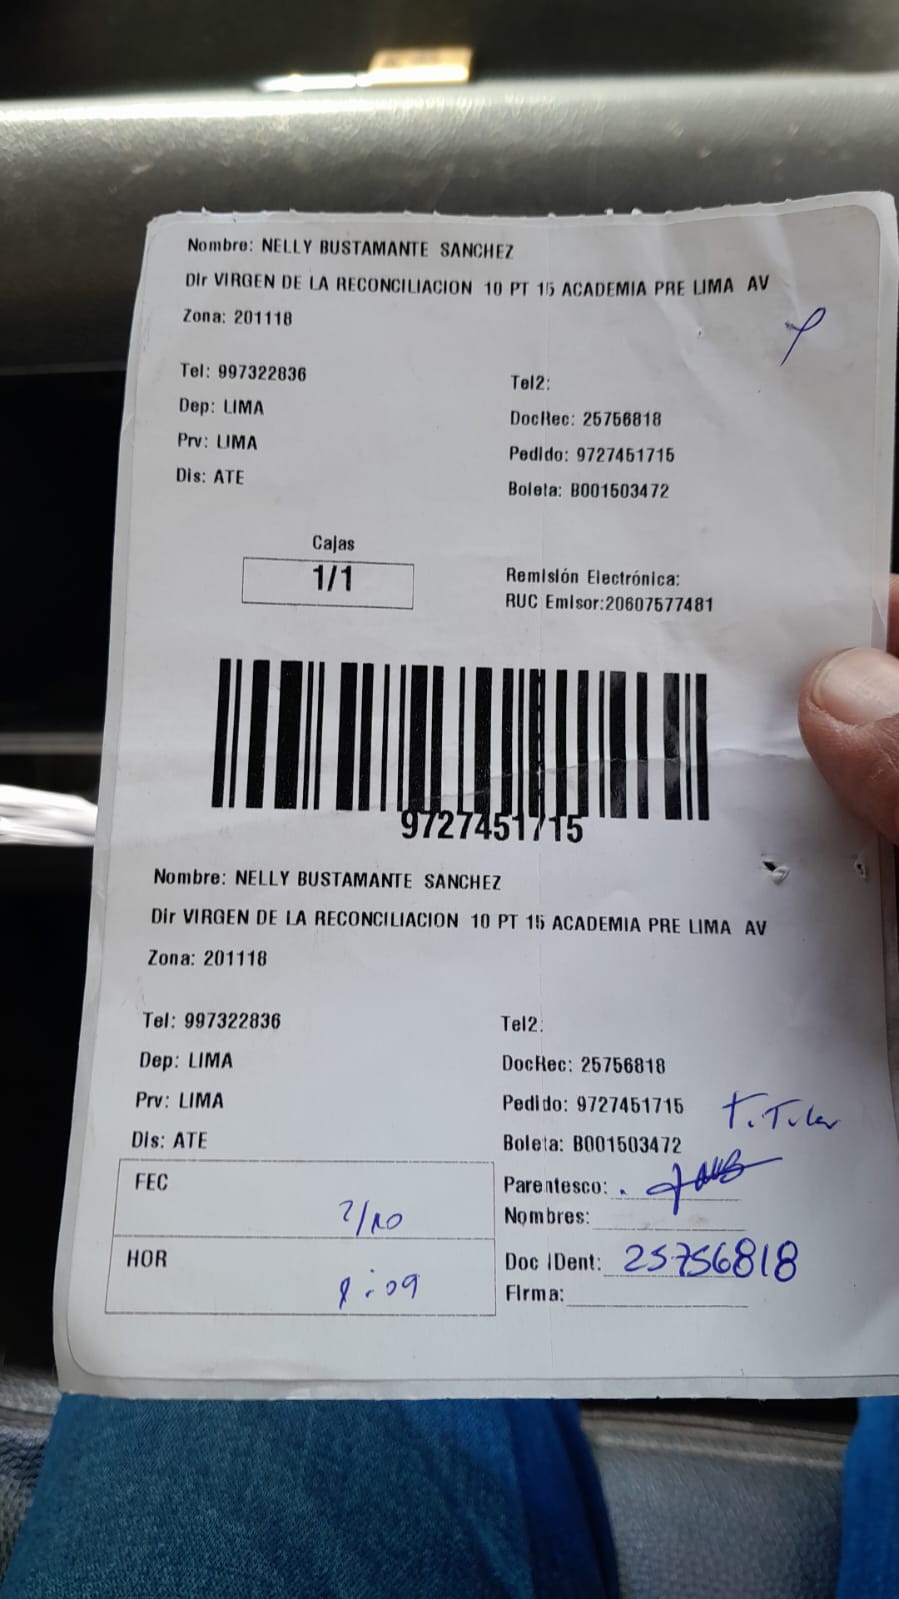 Nombre: NELLY BUSTAMANTE SANCHEZ
Dir VIRGEN DE LA RECONCILIACION 10 PT 15 ACADEMIA PRE LIMA AV
Zona: 201118
Tel: 997322836
Tel2:
Dep: LIMA
DocRec: 25756818
Prv: LIMA
Pedido: 9727451715
Dis: ATE
Boleta: B001503472
Cajas
1/1
Remisión Electrónica:
RUC Emisor:20607577481
9727451715
Nombre: NELLY BUSTAMANTE SANCHEZ
Dir VIRGEN DE LA RECONCILIACION 10 PT 15 ACADEMIA PRE LIMA AV
Zona: 201118
Tel: 997322836
Tel2:
Dep: LIMA
DocRec: 25756818
Prv: LIMA
Pedido: 9727451715
Titular
Dis: ATE
Boleta: B001503472
FEC
Parentesco:
Nombres:
HOR
Doc IDent: 25756818
Firma: